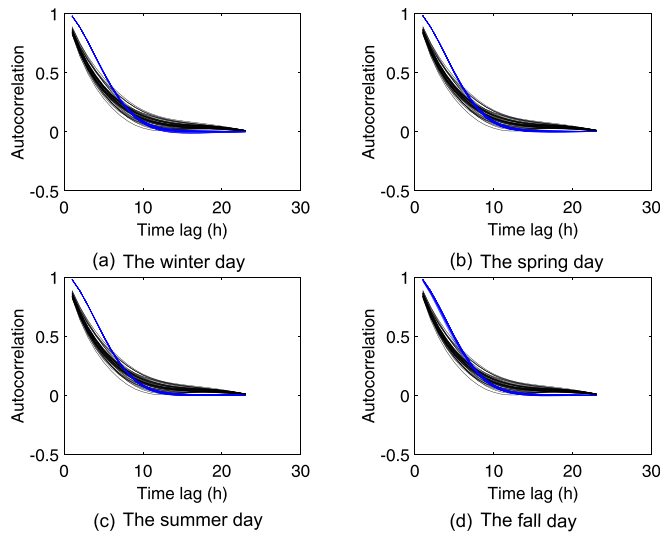 1
0.5
0
-0.5
Autocorrelation
0
10
20
30
Time lag (h)
(a) The winter day
1
0.5
0
-0.5
Autocorrelation
0
10
20
30
Time lag (h)
(b) The spring day
1
0.5
0
-0.5
Autocorrelation
0
10
20
30
Time lag (h)
(c) The summer day
1
0.5
0
-0.5
Autocorrelation
0
10
20
30
Time lag (h)
(d) The fall day